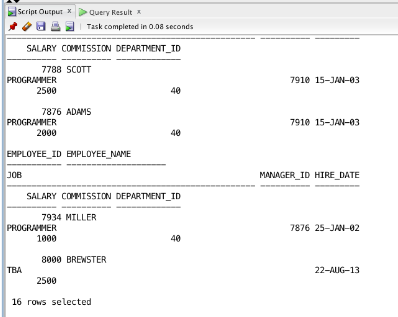 Script Output × Query Result ×
Task completed in 0.08 seconds
SALARY COMMISSION DEPARTMENT_ID
7788 SCOTT
PROGRAMMER 7910 15-JAN-03
2500 40
7876 ADAMS
PROGRAMMER 7910 15-JAN-03
2000 40
EMPLOYEE_ID EMPLOYEE_NAME
JOB MANAGER_ID HIRE_DATE
SALARY COMMISSION DEPARTMENT_ID
7934 MILLER
PROGRAMMER 7876 25-JAN-02
1000 40
8000 BREWSTER
TBA 22-AUG-13
2500
16 rows selected